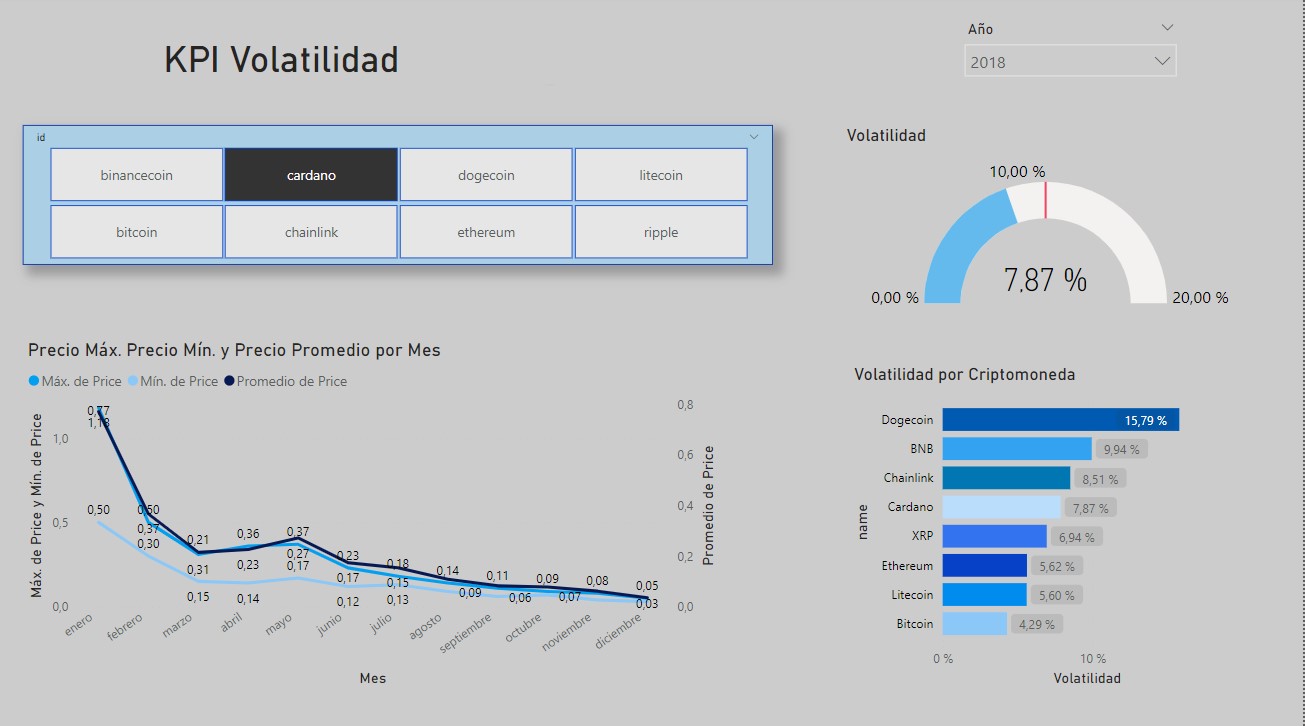 KPI Volatilidad
Año
2018
id
binancecoin
cardano
dogecoin
litecoin
bitcoin
chainlink
ethereum
ripple
Volatilidad
10,00 %
7,87 %
0,00 %
20,00 %
Precio Máx. Precio Mín. y Precio Promedio por Mes
Máx. de Price Mín. de Price Promedio de Price
Máx. de Price y Mín. de Price
1,0
0,5
0,0
0,77
1,18
0,50
0,50
0,37
0,30
0,21
0,31
0,15
0,36
0,23
0,14
0,37
0,27
0,17
0,23
0,17
0,12
0,18
0,15
0,13
0,14
0,09
0,11
0,06
0,09
0,07
0,08
0,05
0,03
0,8
0,6
0,4
0,2
0,0
Promedio de Price
enero
febrero
marzo
abril
mayo
junio
julio
agosto
septiembre
octubre
noviembre
diciembre
Mes
Volatilidad por Criptomoneda
name
Dogecoin 15,79 %
BNB 9,94 %
Chainlink 8,51 %
Cardano 7,87 %
XRP 6,94 %
Ethereum 5,62 %
Litecoin 5,60 %
Bitcoin 4,29 %
0 % 10 %
Volatilidad